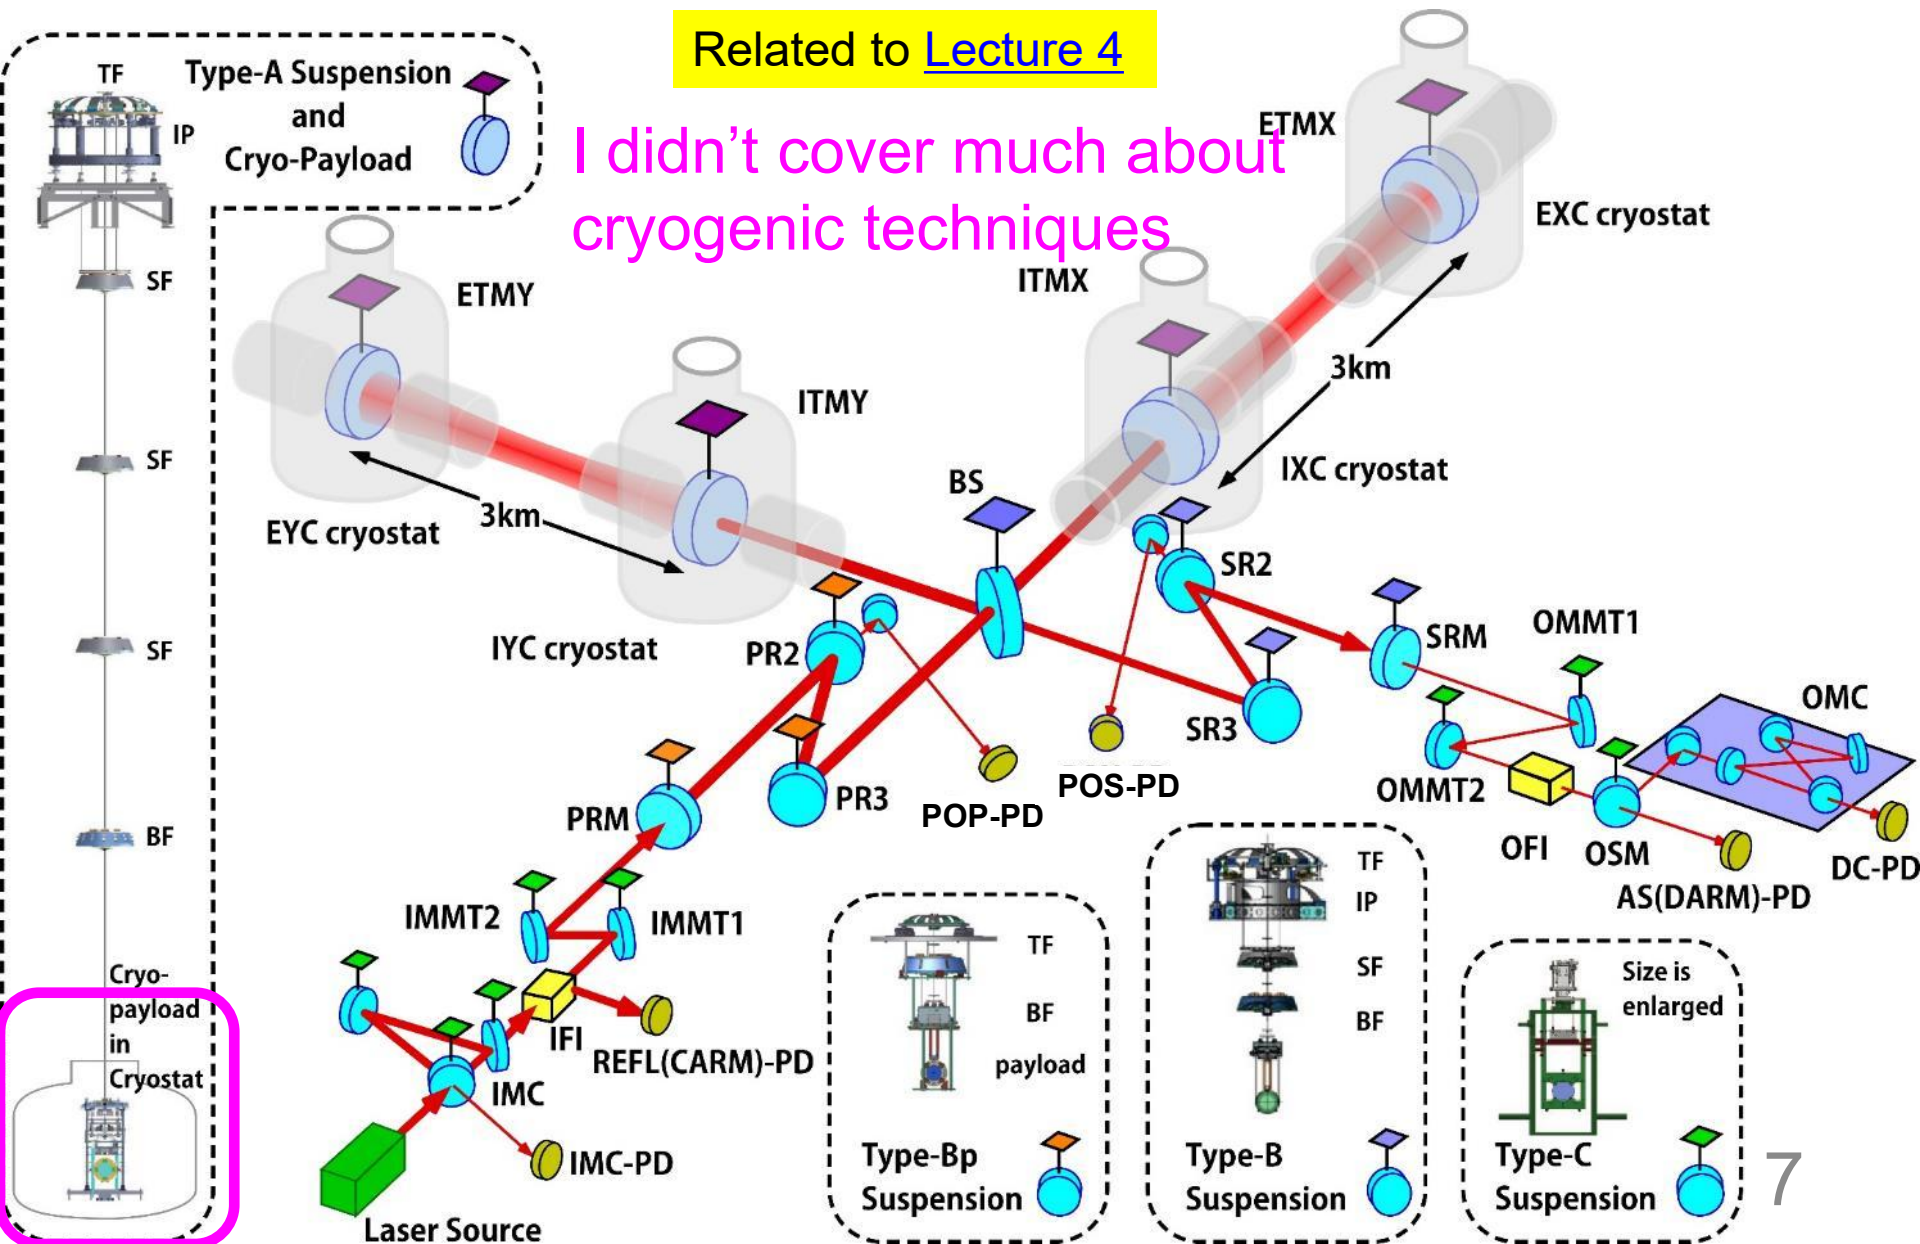 Related to Lecture 4
I didn't cover much about
cryogenic techniques
TF
IP
Type-A Suspension
and
Cryo-Payload
SF
SF
SF
BF
Cryo-
payload
in
Cryostat
ETMX
EXC cryostat
ETMY
ITMX
3km
ITMY
IXC cryostat
3km
EYC cryostat
BS
IYC cryostat
SR2
SRM
OMMT1
PR2
SR3
OMC
PRM
PR3
POP-PD
POS-PD
OMMT2
OFI
OSM
DC-PD
AS(DARM)-PD
IMMT2
IMMT1
IFI
REFL(CARM)-PD
IMC
IMC-PD
Laser Source
TF
BF
payload
Type-Bp
Suspension
TF
IP
SF
BF
Type-B
Suspension
Size is
enlarged
Type-C
Suspension
7